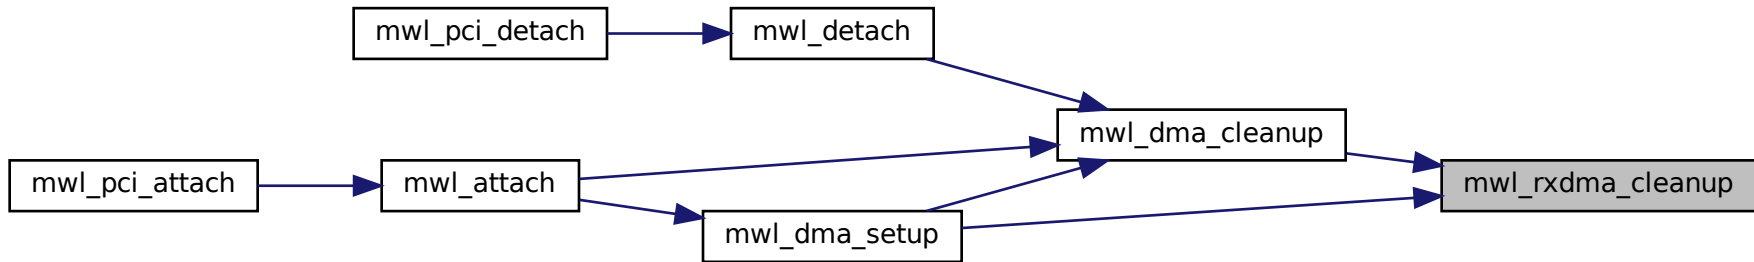 mwl_pci_detach
mwl_detach
mwl_dma_cleanup
mwl_pci_attach
mwl_attach
mwl_rxdma_cleanup
mwl_dma_setup